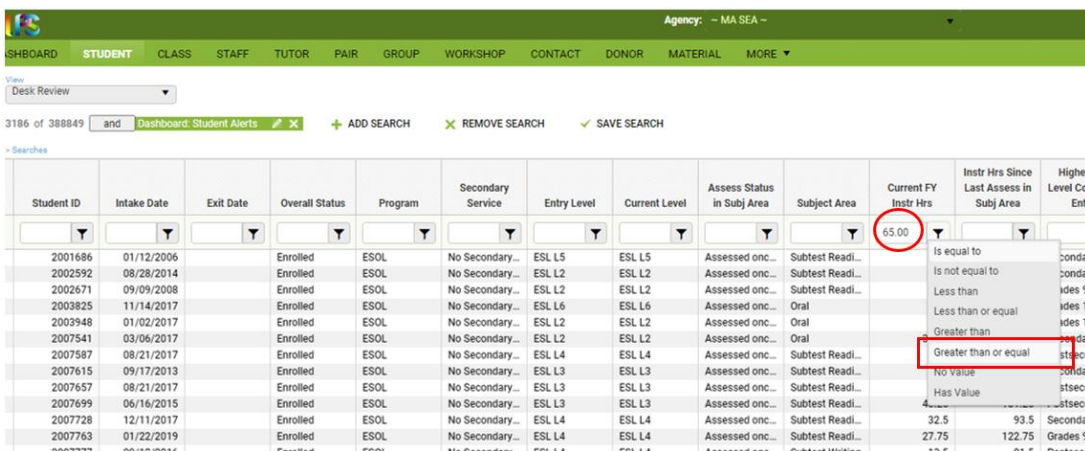 Agency: ~ MA SEA ~
DASHBOARD STUDENT CLASS STAFF TUTOR PAIR GROUP WORKSHOP CONTACT DONOR MATERIAL MORE
View
Desk Review
3186 of 388849 and Dashboard: Student Alerts ADD SEARCH REMOVE SEARCH SAVE SEARCH
> Searches
Student ID Intake Date Exit Date Overall Status Program Secondary Service Entry Level Current Level Assess Status in Subj Area Subject Area Current FY Instr Hrs Instr Hrs Since Last Assess in Subj Area
65.00
Is equal to
2001686 01/12/2006 Enrolled ESOL No Secondary... ESL L5 ESL L5 Assessed onc... Subtest Readi...
Is not equal to
2002592 08/28/2014 Enrolled ESOL No Secondary... ESL L2 ESL L2 Assessed onc... Subtest Readi...
2002671 09/09/2008 Enrolled ESOL No Secondary... ESL L2 ESL L2 Assessed onc... Subtest Readi...
Less than
2003825 11/14/2017 Enrolled ESOL No Secondary... ESL L6 ESL L6 Assessed onc... Oral
Less than or equal
2003948 01/02/2017 Enrolled ESOL No Secondary... ESL L2 ESL L2 Assessed onc... Oral
Greater than
2007541 03/06/2017 Enrolled ESOL No Secondary... ESL L2 ESL L2 Assessed onc... Oral
Greater than or equal
2007587 08/21/2017 Enrolled ESOL No Secondary... ESL L4 ESL L4 Assessed onc... Subtest Readi...
2007615 09/17/2013 Enrolled ESOL No Secondary... ESL L3 ESL L3 Assessed onc... Subtest Readi...
No Value
2007657 08/21/2017 Enrolled ESOL No Secondary... ESL L3 ESL L3 Assessed onc... Subtest Readi...
Has Value
2007699 06/16/2015 Enrolled ESOL No Secondary... ESL L3 ESL L3 Assessed onc... Subtest Readi...
2007728 12/11/2017 Enrolled ESOL No Secondary... ESL L4 ESL L4 Assessed onc... Subtest Readi... 32.5 93.5
2007763 01/22/2019 Enrolled ESOL No Secondary... ESL L4 ESL L4 Assessed onc... Subtest Readi... 27.75 122.75 Grades 9